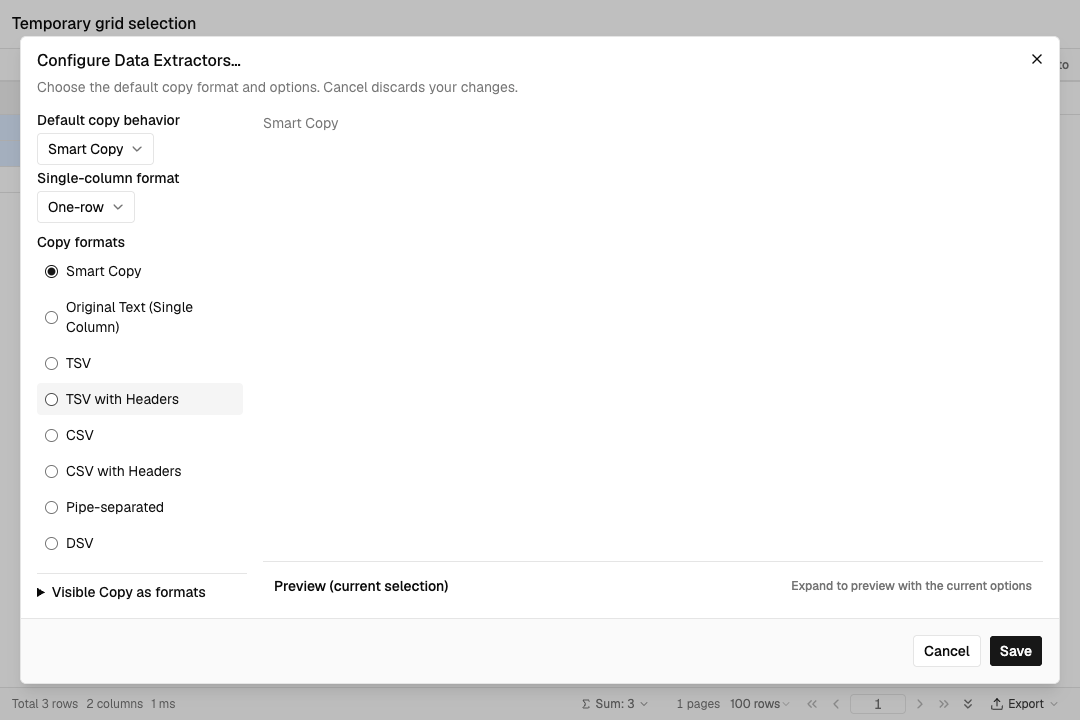 Temporary grid selection
Configure Data Extractors...
Choose the default copy format and options. Cancel discards your changes.
Default copy behavior
Smart Copy
Smart Copy
Single-column format
One-row
Copy formats
Smart Copy
Original Text (Single
Column)
TSV
TSV with Headers
CSV
CSV with Headers
Pipe-separated
DSV
Visible Copy as formats
Preview (current selection)
Expand to preview with the current options
Cancel
Save
Total 3 rows
2 columns
1 ms
Σ Sum: 3
1 pages
100 rows
1
Export